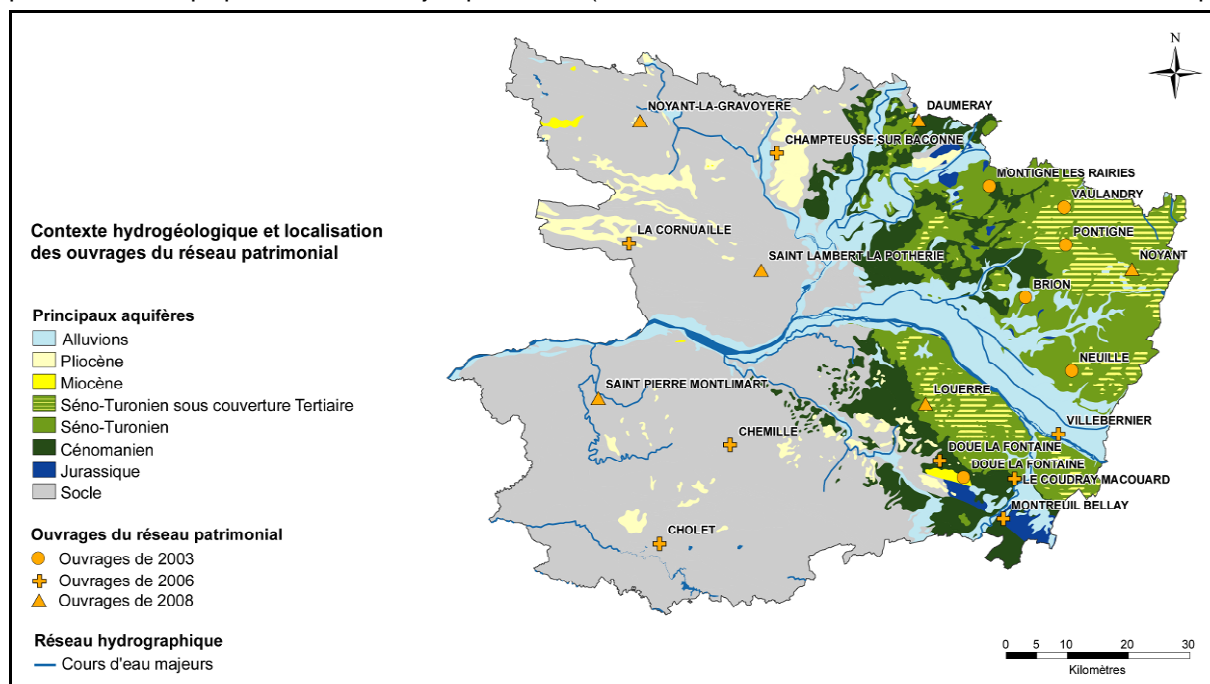 N
NOYANT-LA-GRAVOYERE
DAUMERAY
CHAMPTEUSSE SUR BACONNE
MONTIGNE LES RAIRIES
VAULANDRY
Contexte hydrogéologique et localisation
des ouvrages du réseau patrimonial
LA CORNUAILLE
PONTIGNE
SAINT LAMBERT LA POTHERIE
NOYANT
BRION
Principaux aquifères
Alluvions
Pliocène
Miocène
Séno-Turonien sous couverture Tertiaire
Séno-Turonien
Cénomanien
Jurassique
Socle
NEUILLE
SAINT PIERRE MONTLIMART
LOUERRE
VILLEBERNIER
CHEMILLE
DOUE LA FONTAINE
DOUE LA FONTAINE
LE COUDRAY MACOUARD
MONTREUIL BELLAY
CHOLET
Ouvrages du réseau patrimonial
Ouvrages de 2003
Ouvrages de 2006
Ouvrages de 2008
Réseau hydrographique
Cours d'eau majeurs
0 5 10 20 30
Kilomètres